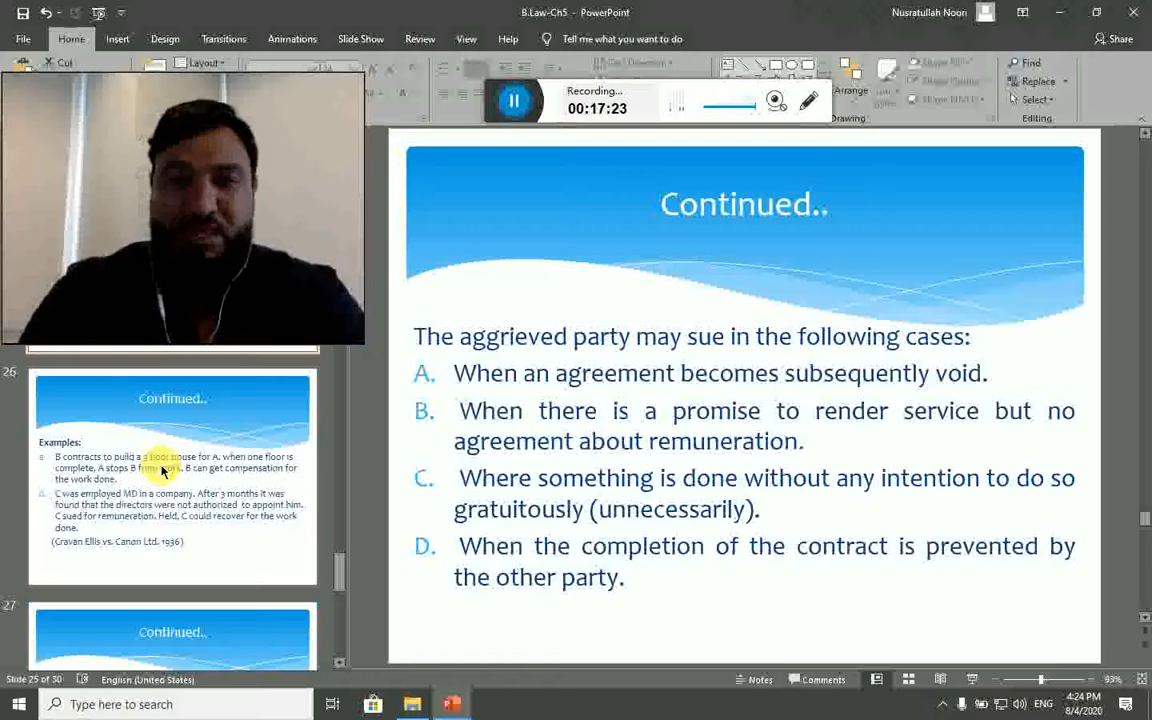 B.Law-Ch5 - PowerPoint
Nusratullah Noori
File Home Insert Design Transitions Animations Slide Show Review View Help Tell me what you want to do Share
Cut
Layout
Find
Replace
Select
Arrange
Drawing
Editing
Recording...
00:17:23
Continued..
The aggrieved party may sue in the following cases:
A. When an agreement becomes subsequently void.
B. When there is a promise to render service but no
agreement about remuneration.
C. Where something is done without any intention to do so
gratuitously (unnecessarily).
D. When the completion of the contract is prevented by
the other party.
26
Continued..
Examples:
B contracts to build a 3 floor house for A. when one floor is
complete, A stops B from work. B can get compensation for
the work done.
C was employed MD in a company. After 3 months it was
found that the directors were not authorized to appoint him.
C sued for remuneration. Held, C could recover for the work
done.
(Cravan Ellis vs. Canon Ltd. 1936)
27
Continued..
Slide 25 of 30 English (United States)
Notes Comments 93%
Type here to search
ENG
4:24 PM
8/4/2020